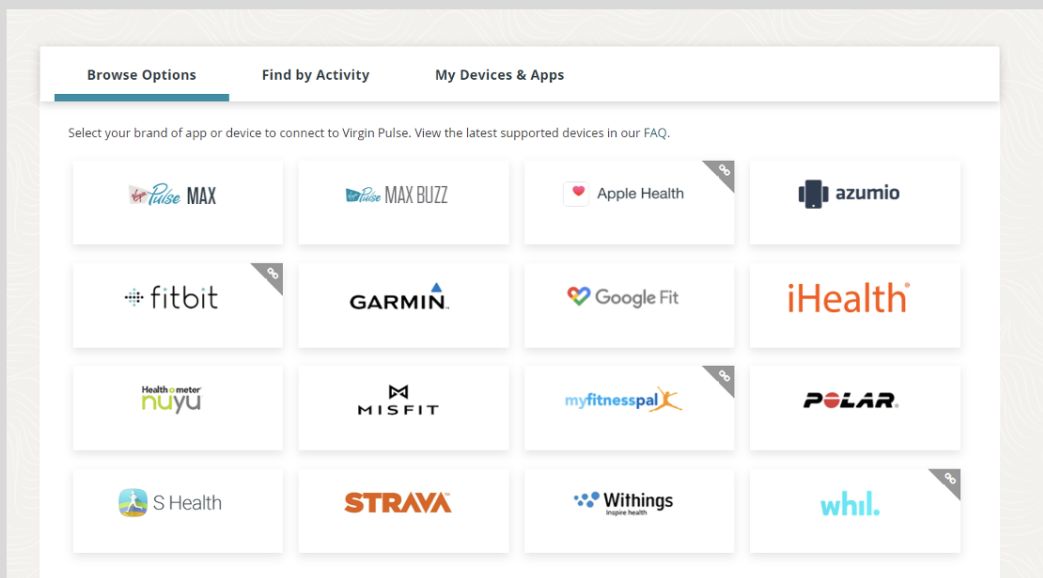 Browse Options Find by Activity My Devices & Apps
Select your brand of app or device to connect to Virgin Pulse. View the latest supported devices in our FAQ.
Virgin Pulse MAX
Pulse MAX BUZZ
Apple Health
azumio
fitbit
GARMIN.
Google Fit
iHealth®
Health o meter
nuyu
MISFIT
myfitnesspal
POLAR.
S Health
STRAVA™
Withings
Inspire health
whil.